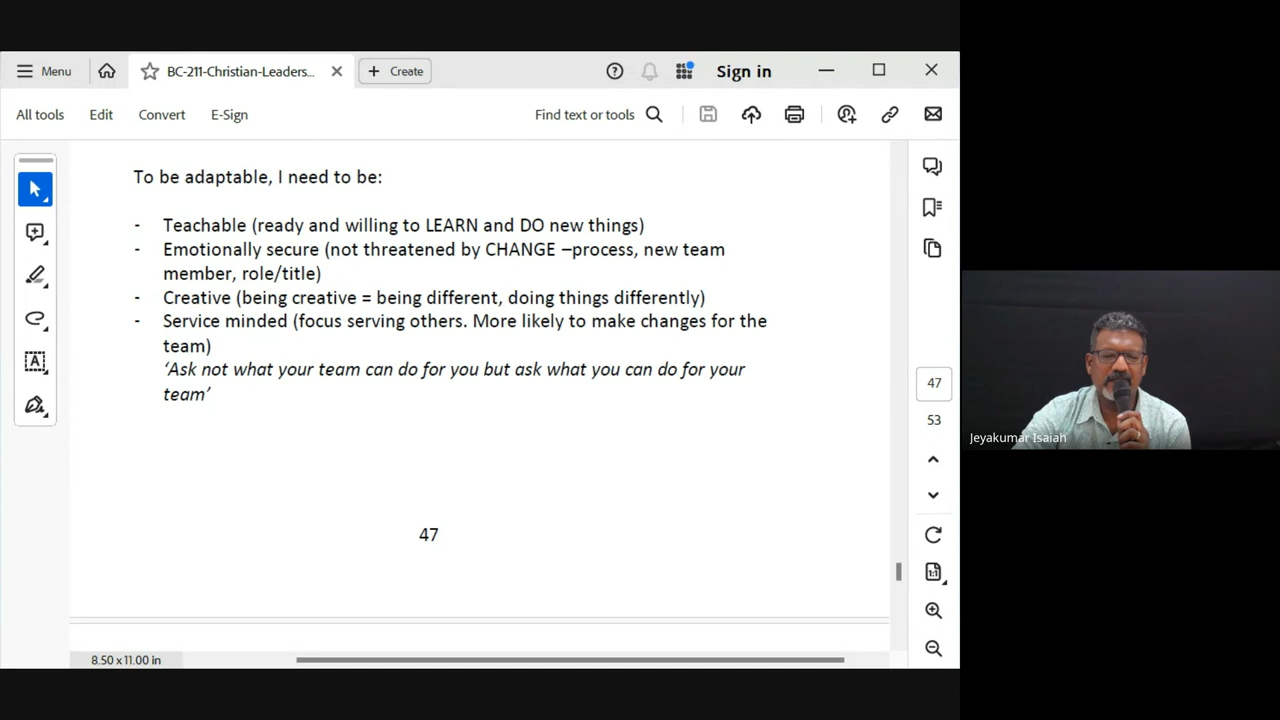 Menu
BC-211-Christian-Leaders...
Create
Sign in
All tools
Edit
Convert
E-Sign
Find text or tools
To be adaptable, I need to be:
- Teachable (ready and willing to LEARN and DO new things)
- Emotionally secure (not threatened by CHANGE –process, new team
member, role/title)
- Creative (being creative = being different, doing things differently)
- Service minded (focus serving others. More likely to make changes for the
team)
‘Ask not what your team can do for you but ask what you can do for your
team’
47
47
53
8.50 x 11.00 in
Jeyakumar Isaiah